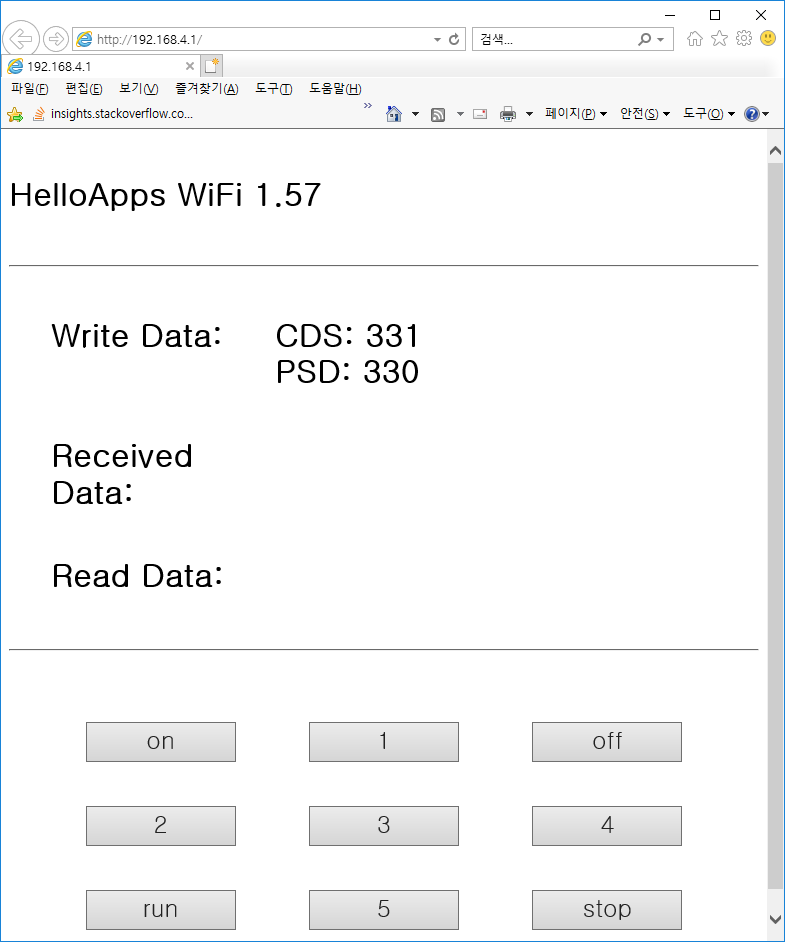 http://192.168.4.1/
검색...
192.168.4.1
파일(F) 편집(E) 보기(V) 즐겨찾기(A) 도구(T) 도움말(H)
insights.stackoverflow.co... » 페이지(P) 안전(S) 도구(O)
HelloApps WiFi 1.57
Write Data: CDS: 331
PSD: 330
Received
Data:
Read Data:
on 1 off
2 3 4
run 5 stop